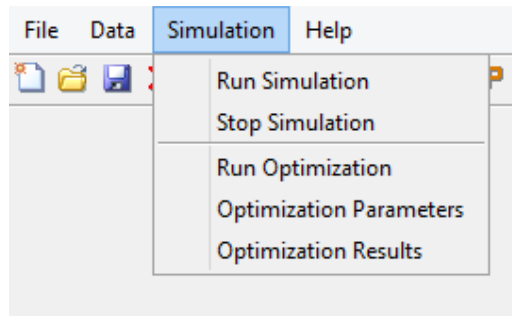 File Data Simulation Help
Run Simulation
Stop Simulation
Run Optimization
Optimization Parameters
Optimization Results